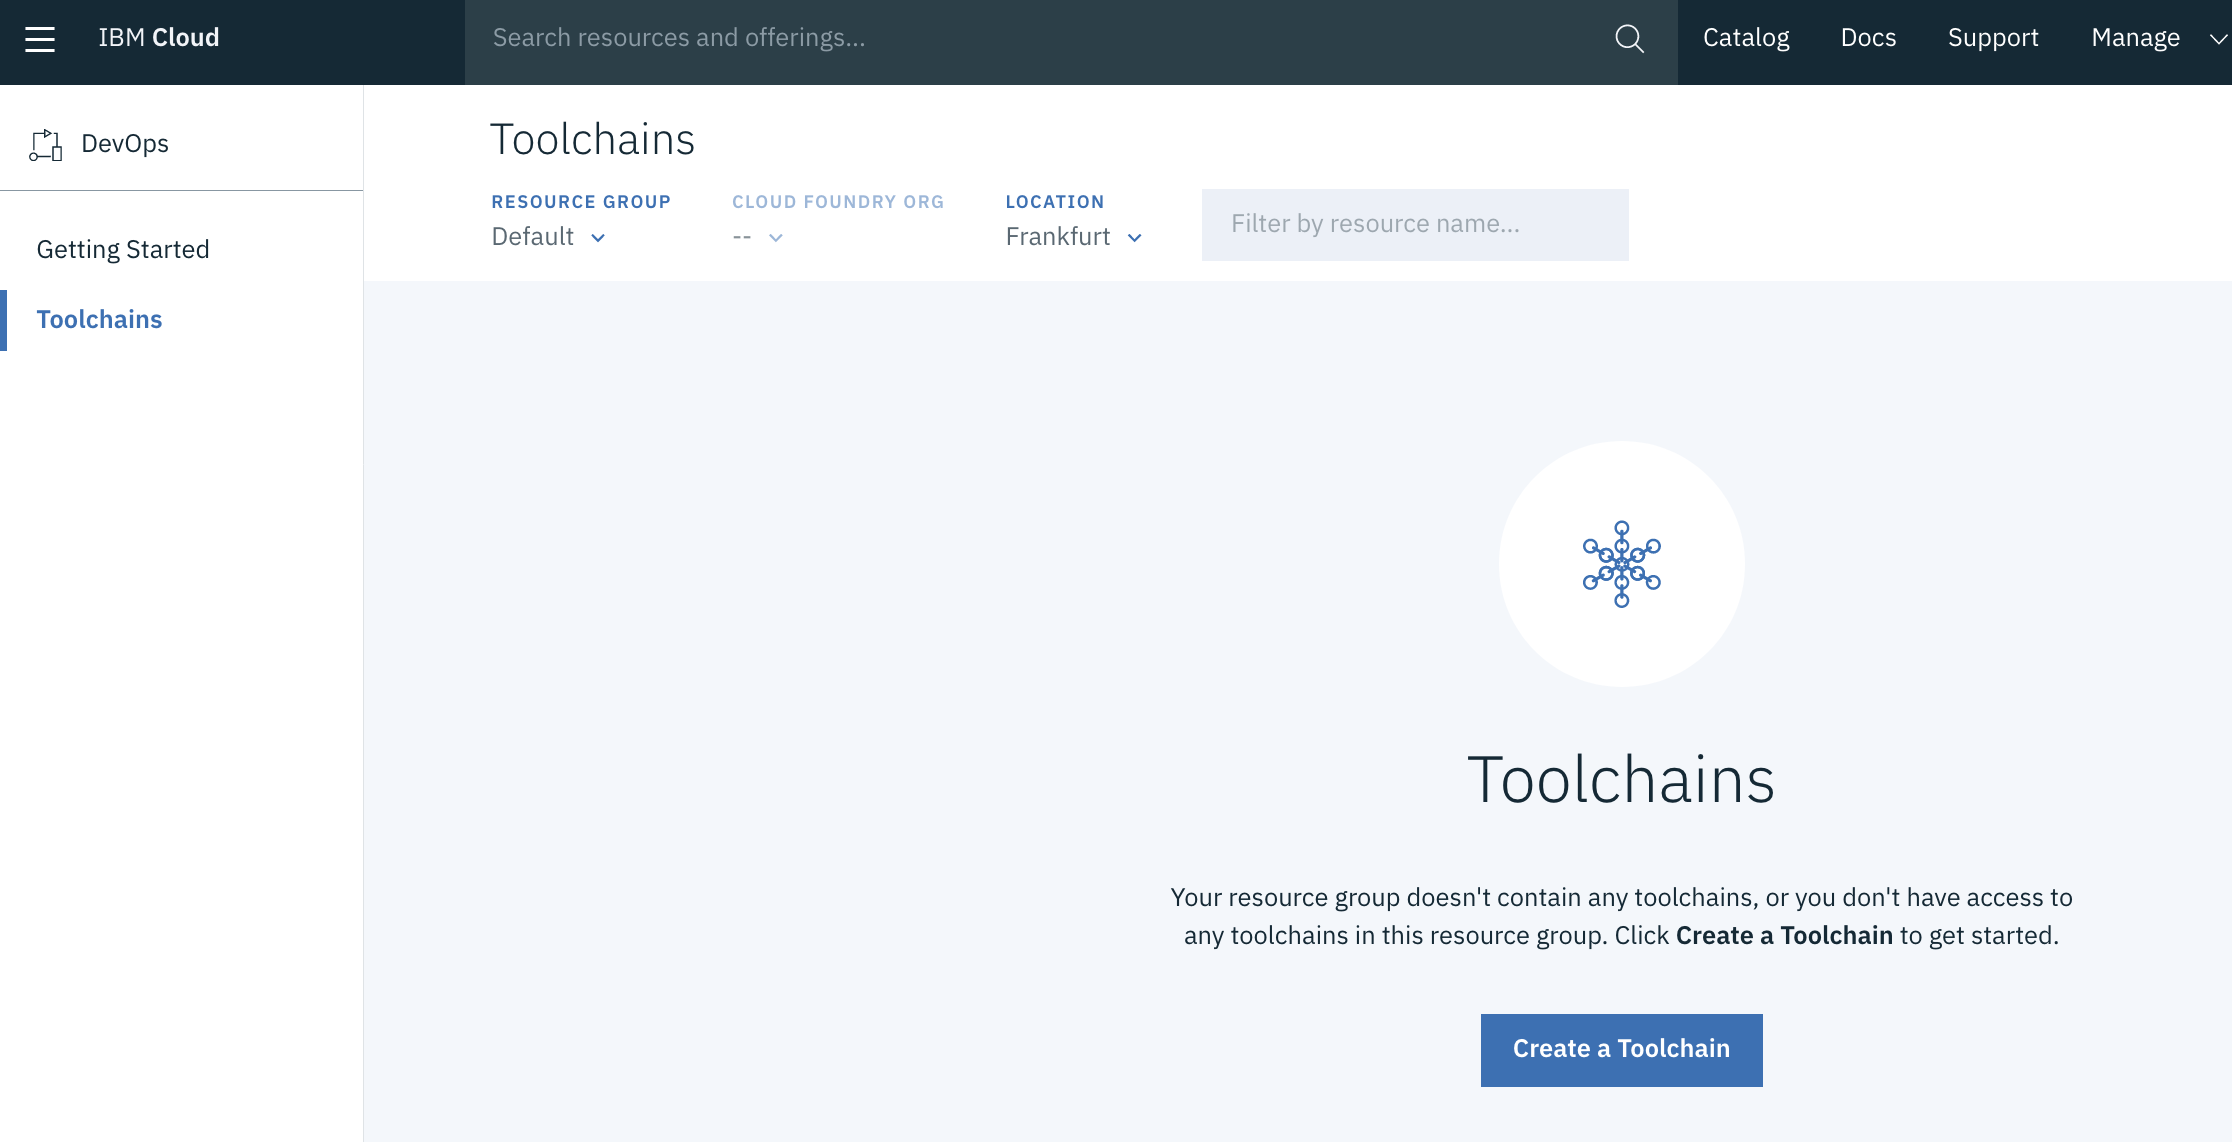 IBM Cloud
Search resources and offerings...
Catalog
Docs
Support
Manage
DevOps
Getting Started
Toolchains
Toolchains
RESOURCE GROUP
Default
CLOUD FOUNDRY ORG
--
LOCATION
Frankfurt
Filter by resource name...
Toolchains
Your resource group doesn't contain any toolchains, or you don't have access to
any toolchains in this resource group. Click Create a Toolchain to get started.
Create a Toolchain